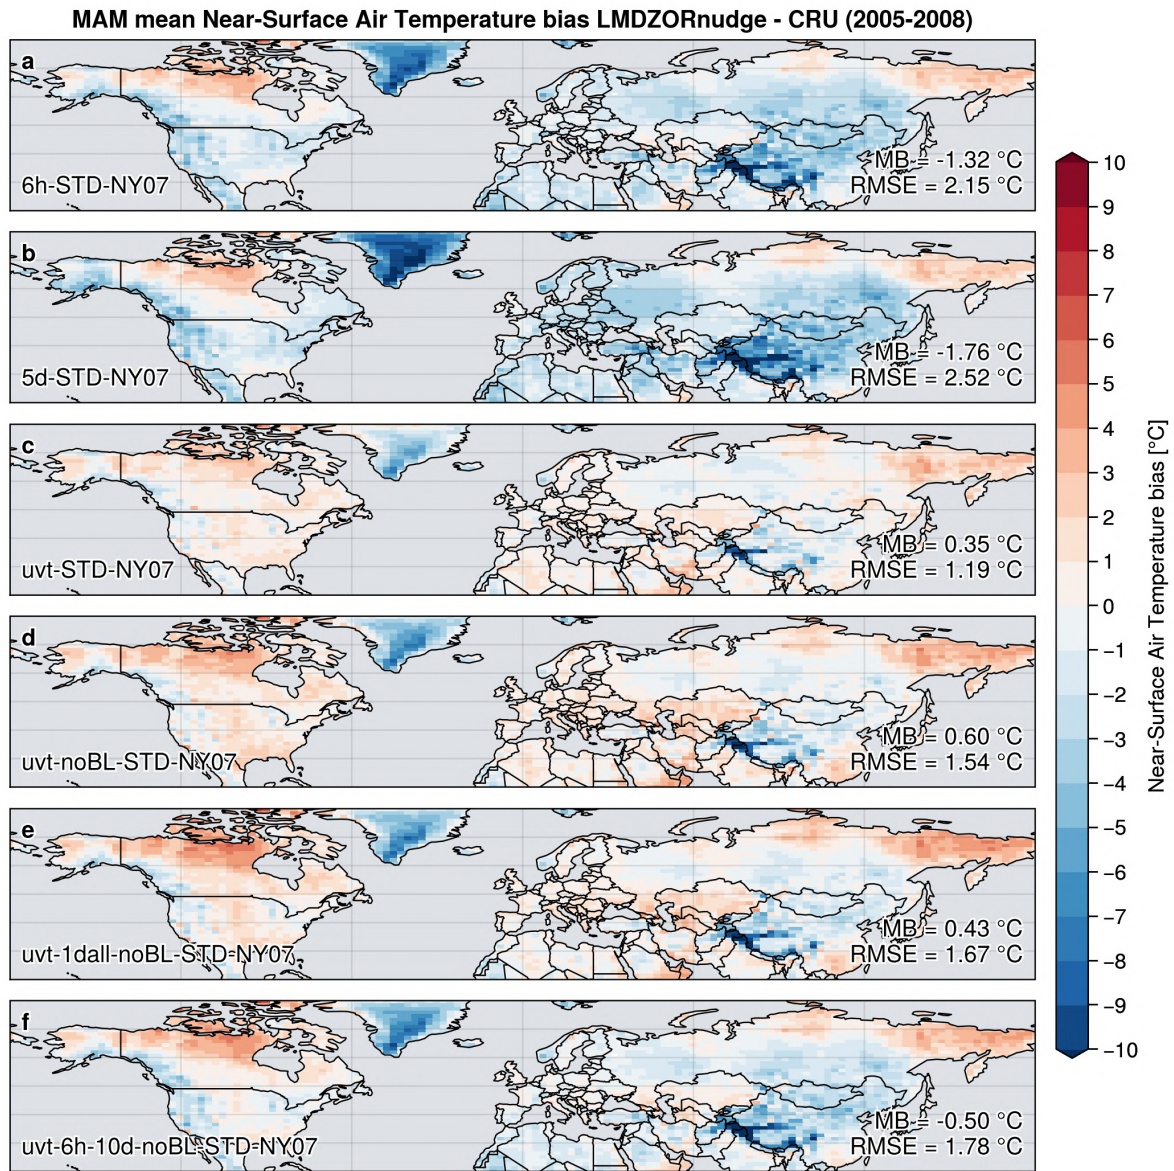 MAM mean Near-Surface Air Temperature bias LMDZORnudge - CRU (2005-2008)
a
MB = -1.32 °C
6h-STD-NY07
RMSE = 2.15 °C
b
MB = -1.76 °C
5d-STD-NY07
RMSE = 2.52 °C
c
MB = 0.35 °C
uvt-STD-NY07
RMSE = 1.19 °C
d
MB = 0.60 °C
uvt-noBL-STD-NY07
RMSE = 1.54 °C
e
MB = 0.43 °C
uvt-1dall-noBL-STD-NY07
RMSE = 1.67 °C
f
MB = -0.50 °C
uvt-6h-10d-noBL-STD-NY07
RMSE = 1.78 °C
10
9
8
7
6
5
4
3
2
1
0
−1
−2
−3
−4
−5
−6
−7
−8
−9
−10
Near-Surface Air Temperature bias [°C]